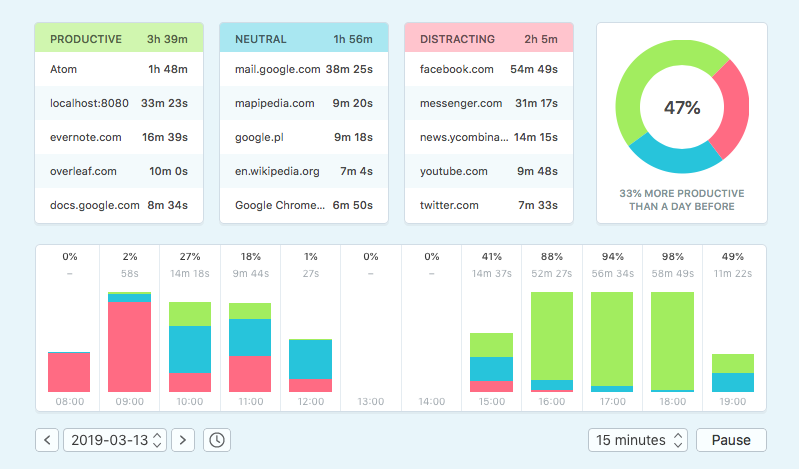 PRODUCTIVE 3h 39m
Atom 1h 48m
localhost:8080 33m 23s
evernote.com 16m 39s
overleaf.com 10m 0s
docs.google.com 8m 34s
NEUTRAL 1h 56m
mail.google.com 38m 25s
mapipedia.com 9m 20s
google.pl 9m 18s
en.wikipedia.org 7m 4s
Google Chrome... 6m 50s
DISTRACTING 2h 5m
facebook.com 54m 49s
messenger.com 31m 17s
news.ycombina... 14m 15s
youtube.com 9m 48s
twitter.com 7m 33s
47%
33% MORE PRODUCTIVE
THAN A DAY BEFORE
0% 2% 27% 18% 1% 0% 0% 41% 88% 94% 98% 49%
– 58s 14m 18s 9m 44s 27s – – 14m 37s 52m 27s 56m 34s 58m 49s 11m 22s
08:00 09:00 10:00 11:00 12:00 13:00 14:00 15:00 16:00 17:00 18:00 19:00
2019-03-13 15 minutes Pause